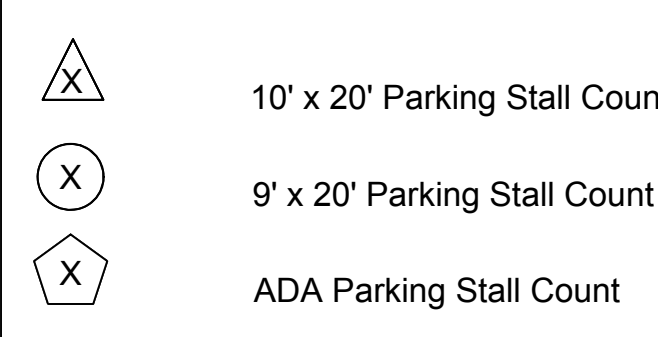 X 10' x 20' Parking Stall Coun
X 9' x 20' Parking Stall Count
X ADA Parking Stall Count